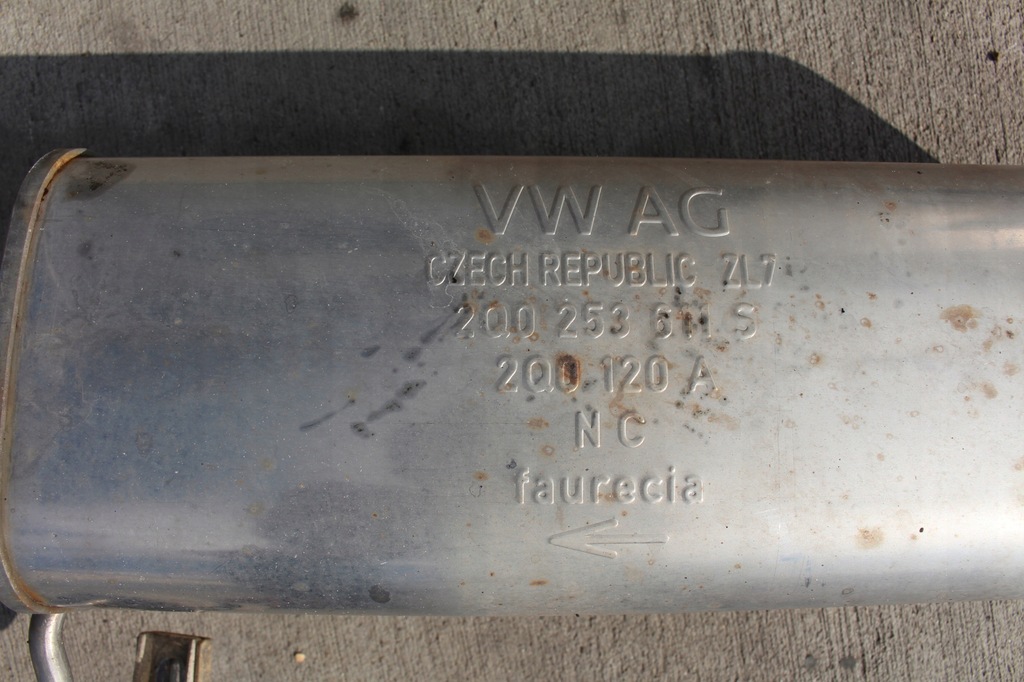 VW AG
CZECH REPUBLIC ZL7
2Q0 253 611 S
2Q0 120 A
N C
faurecia